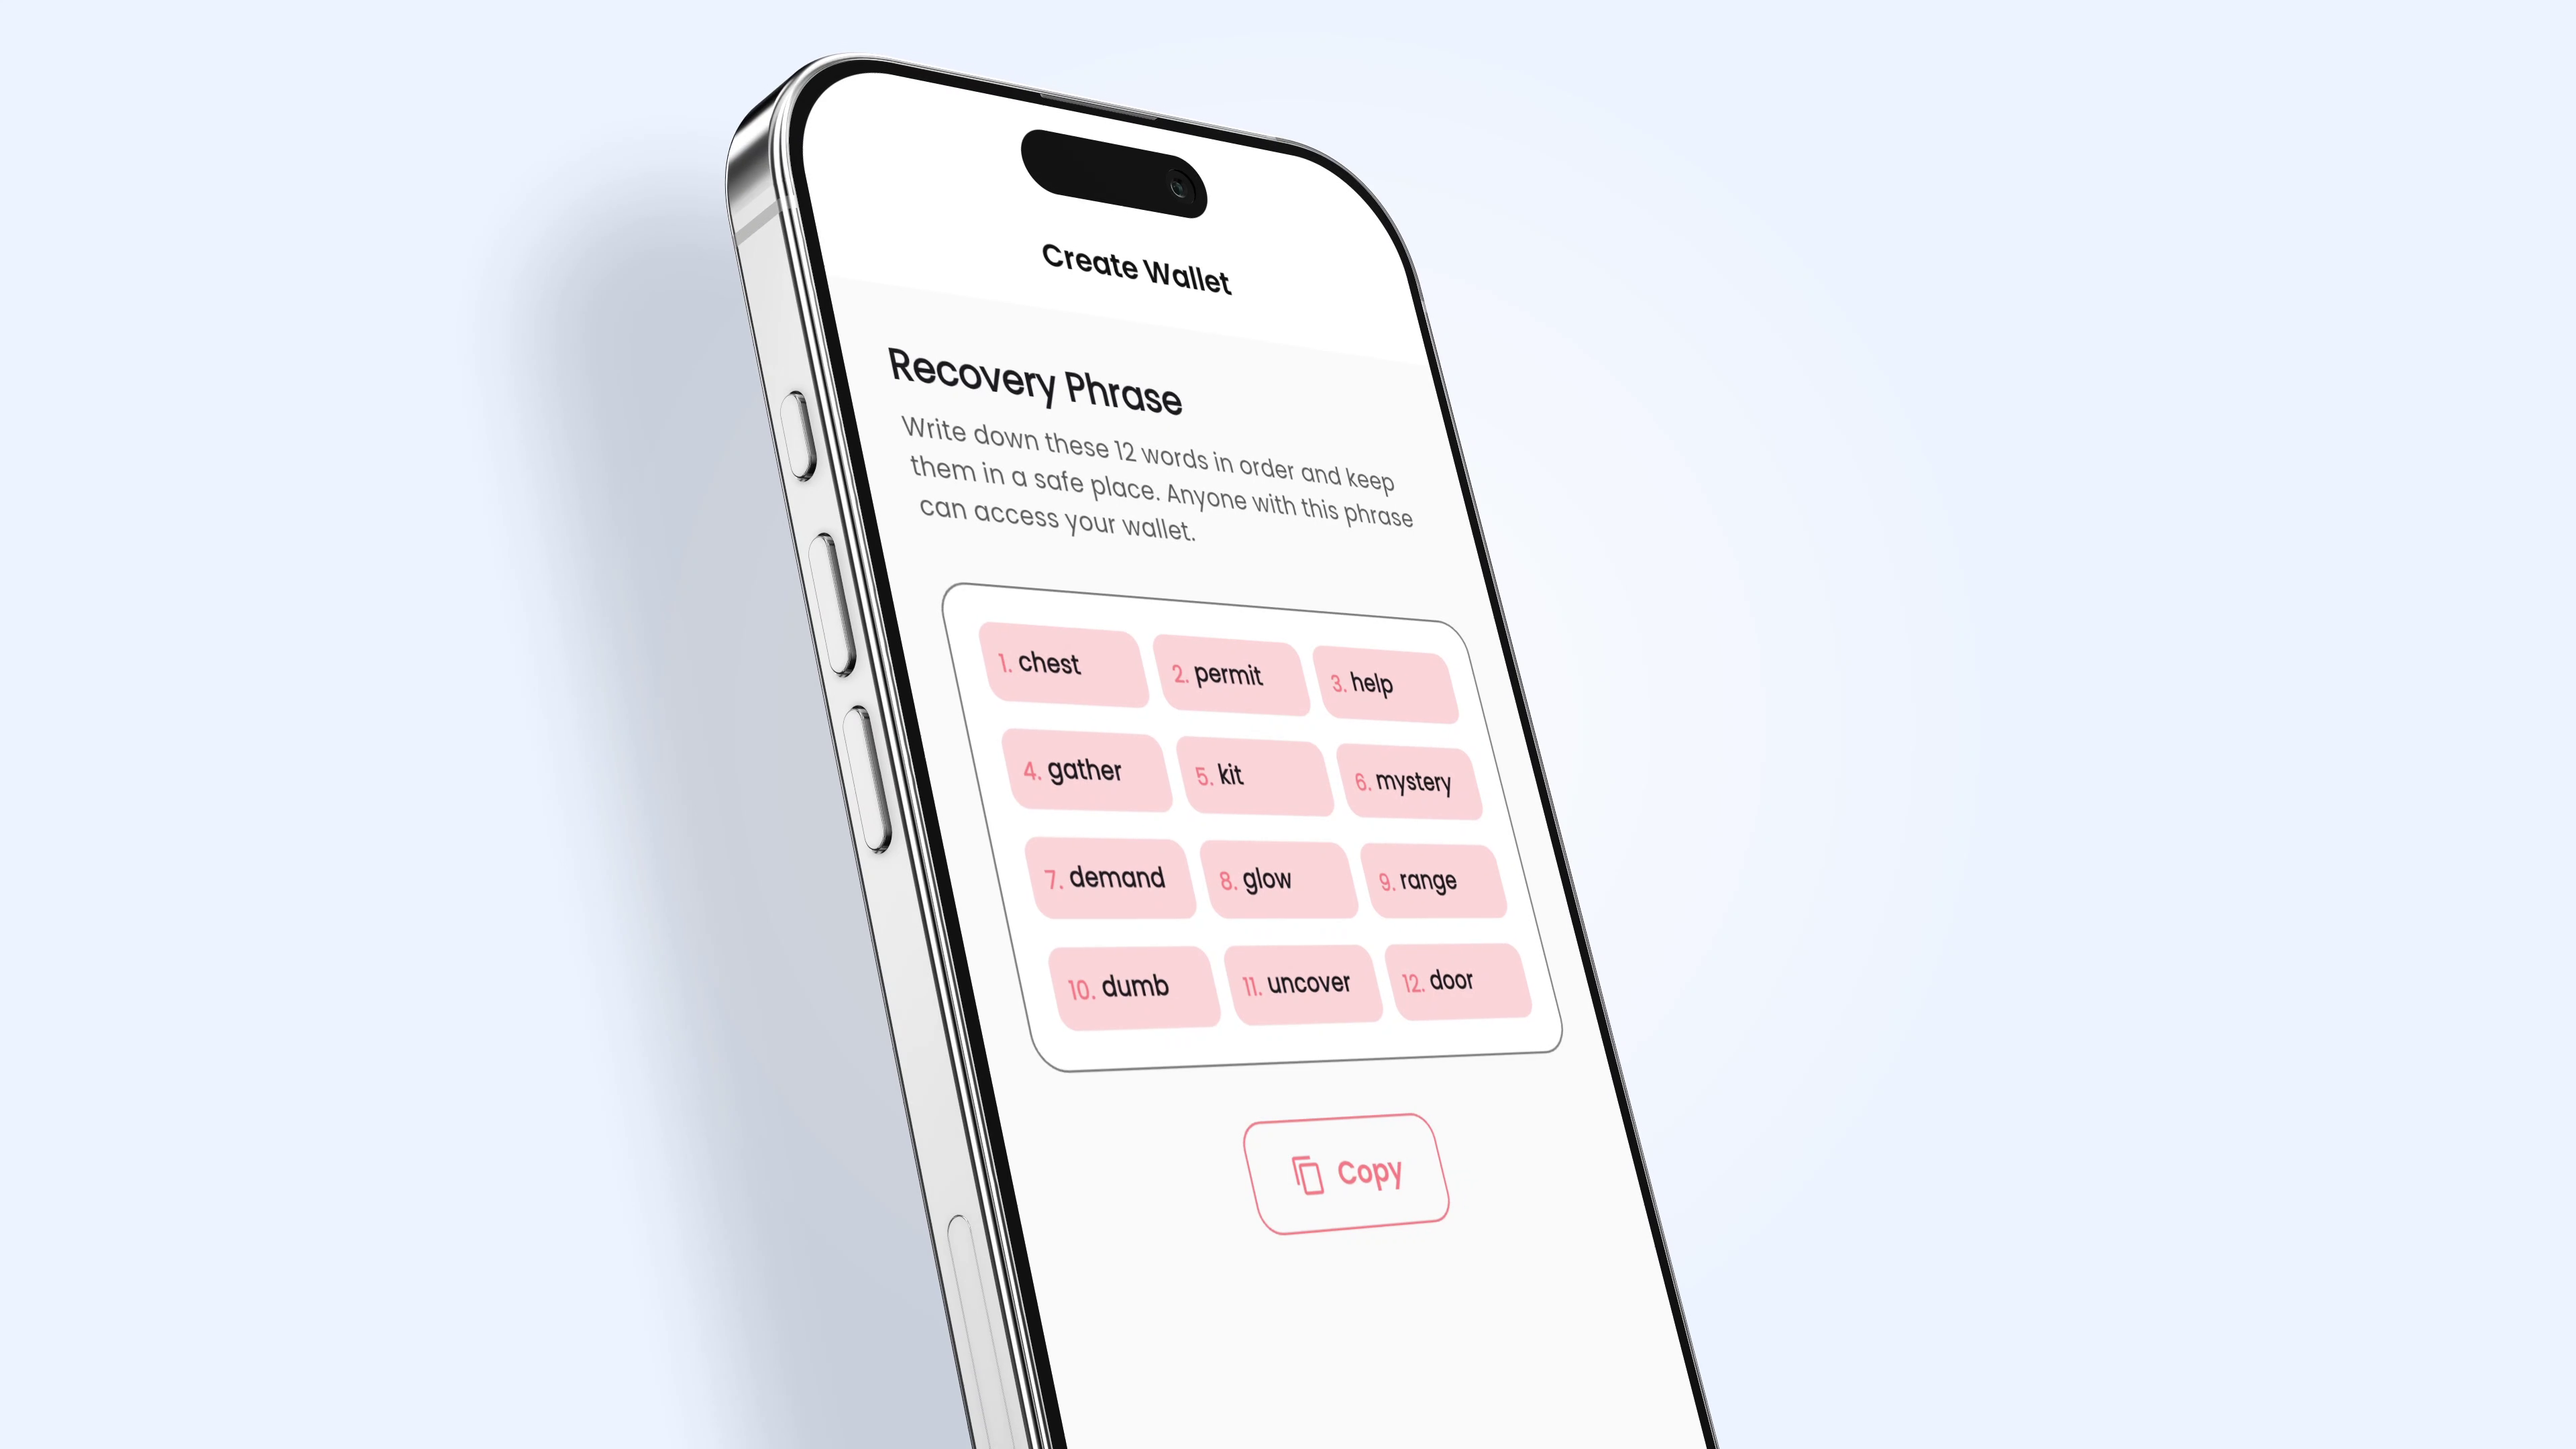 Create Wallet
Recovery Phrase
Write down these 12 words in order and keep
them in a safe place. Anyone with this phrase
can access your wallet.
1. chest 2. permit 3. help
4. gather 5. kit 6. mystery
7. demand 8. glow 9. range
10. dumb 11. uncover 12. door
Copy